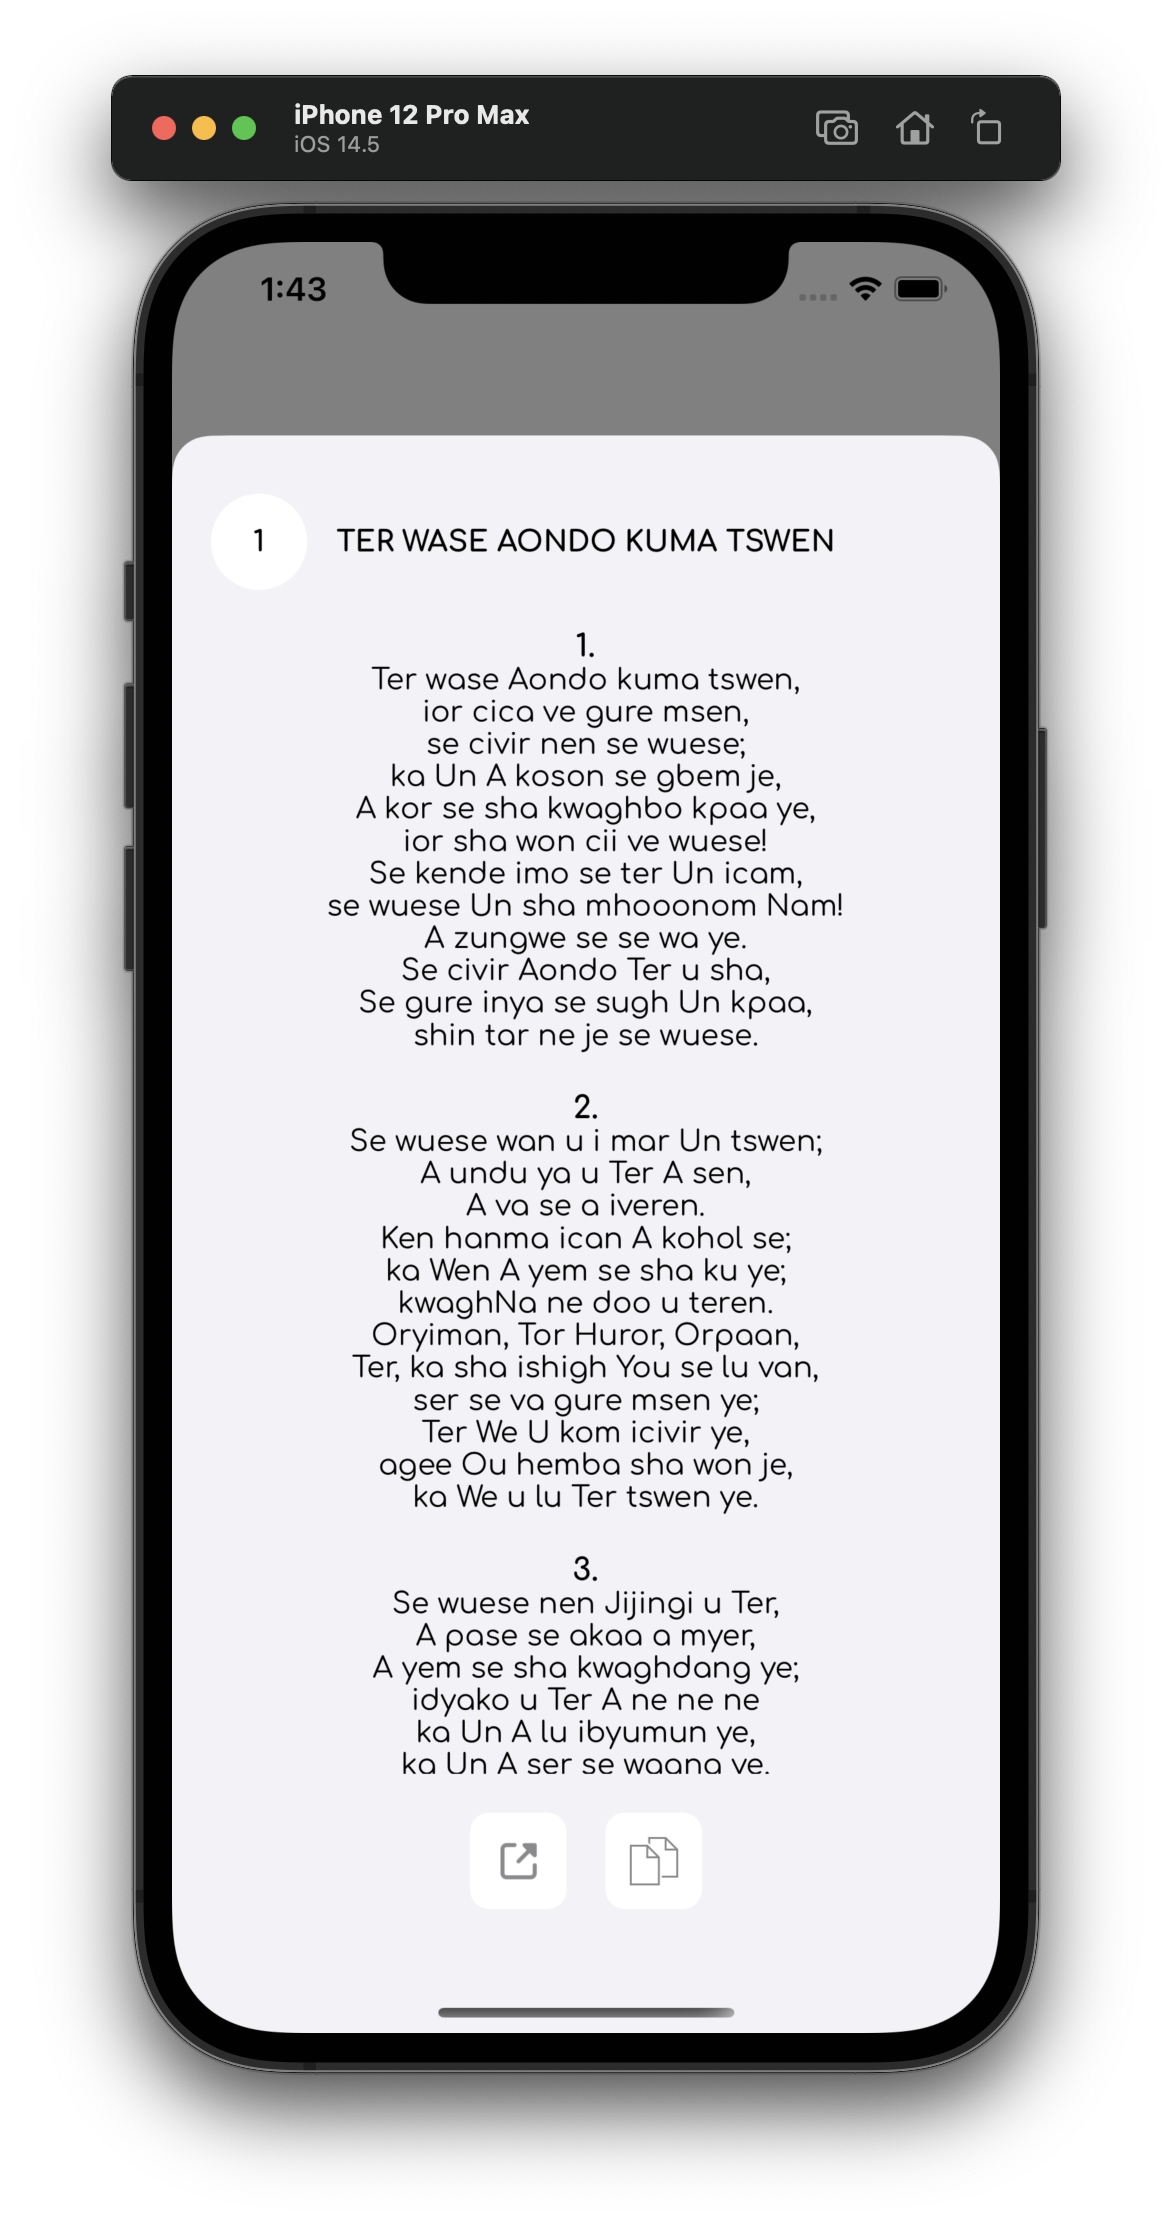 iPhone 12 Pro Max
iOS 14.5
1:43
1 TER WASE AONDO KUMA TSWEN
1.
Ter wase Aondo kuma tswen,
ior cica ve gure msen,
se civir nen se wuese;
ka Un A koson se gbem je,
A kor se sha kwaghbo kpaa ye,
ior sha won cii ve wuese!
Se kende imo se ter Un icam,
se wuese Un sha mhooonom Nam!
A zungwe se se wa ye.
Se civir Aondo Ter u sha,
Se gure inya se sugh Un kpaa,
shin tar ne je se wuese.
2.
Se wuese wan u i mar Un tswen;
A undu ya u Ter A sen,
A va se a iveren.
Ken hanma ican A kohol se;
ka Wen A yem se sha ku ye;
kwaghNa ne doo u teren.
Oryiman, Tor Huror, Orpaan,
Ter, ka sha ishigh You se lu van,
ser se va gure msen ye;
Ter We U kom icivir ye,
agee Ou hemba sha won je,
ka We u lu Ter tswen ye.
3.
Se wuese nen Jijingi u Ter,
A pase se akaa a myer,
A yem se sha kwaghdang ye;
idyako u Ter A ne ne ne
ka Un A lu ibyumun ye,
ka Un A ser se waana ve.